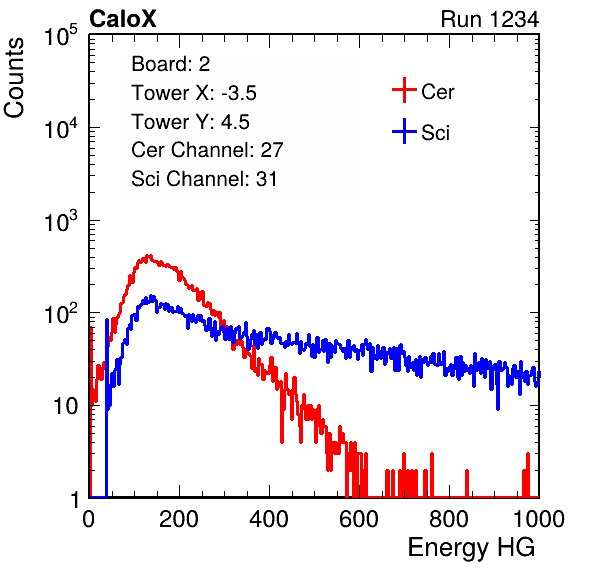 CaloX Run 1234
Counts
10^5
10^4
10^3
10^2
10
1
Board: 2
Tower X: -3.5
Tower Y: 4.5
Cer Channel: 27
Sci Channel: 31
Cer
Sci
0 200 400 600 800 1000
Energy HG